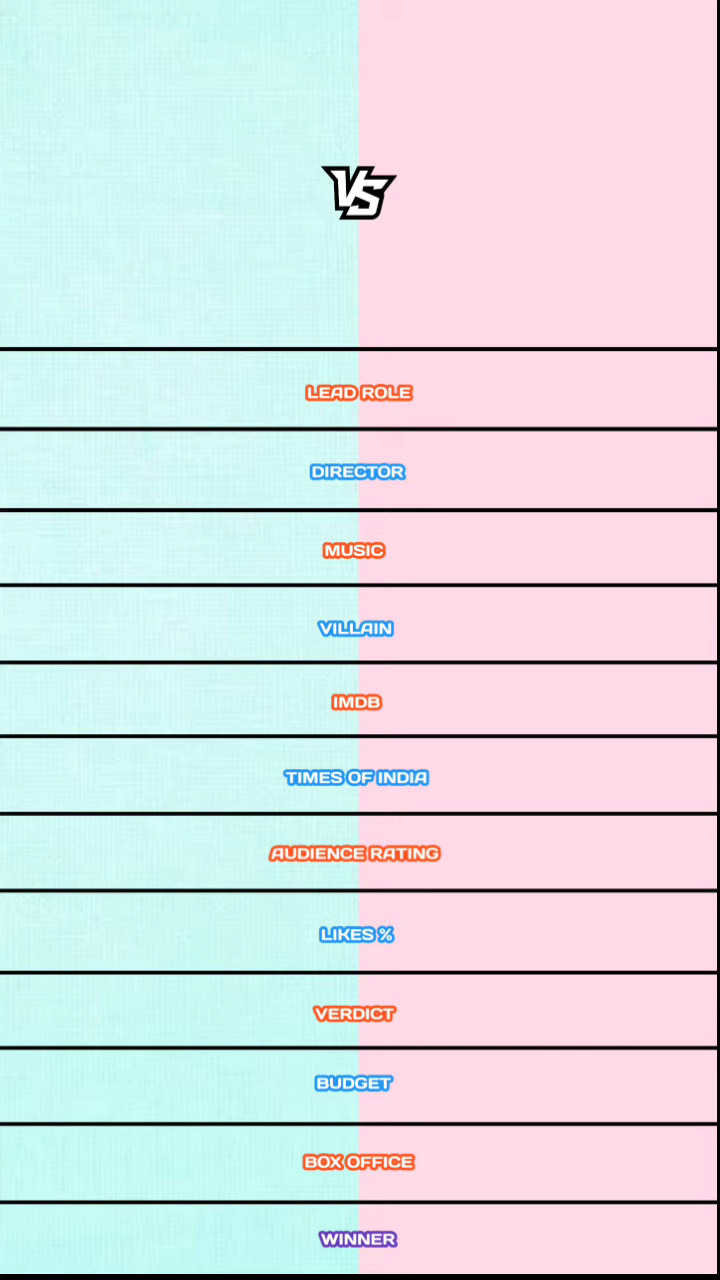 VS
LEAD ROLE
DIRECTOR
MUSIC
VILLAIN
IMDB
TIMES OF INDIA
AUDIENCE RATING
LIKES %
VERDICT
BUDGET
BOX OFFICE
WINNER